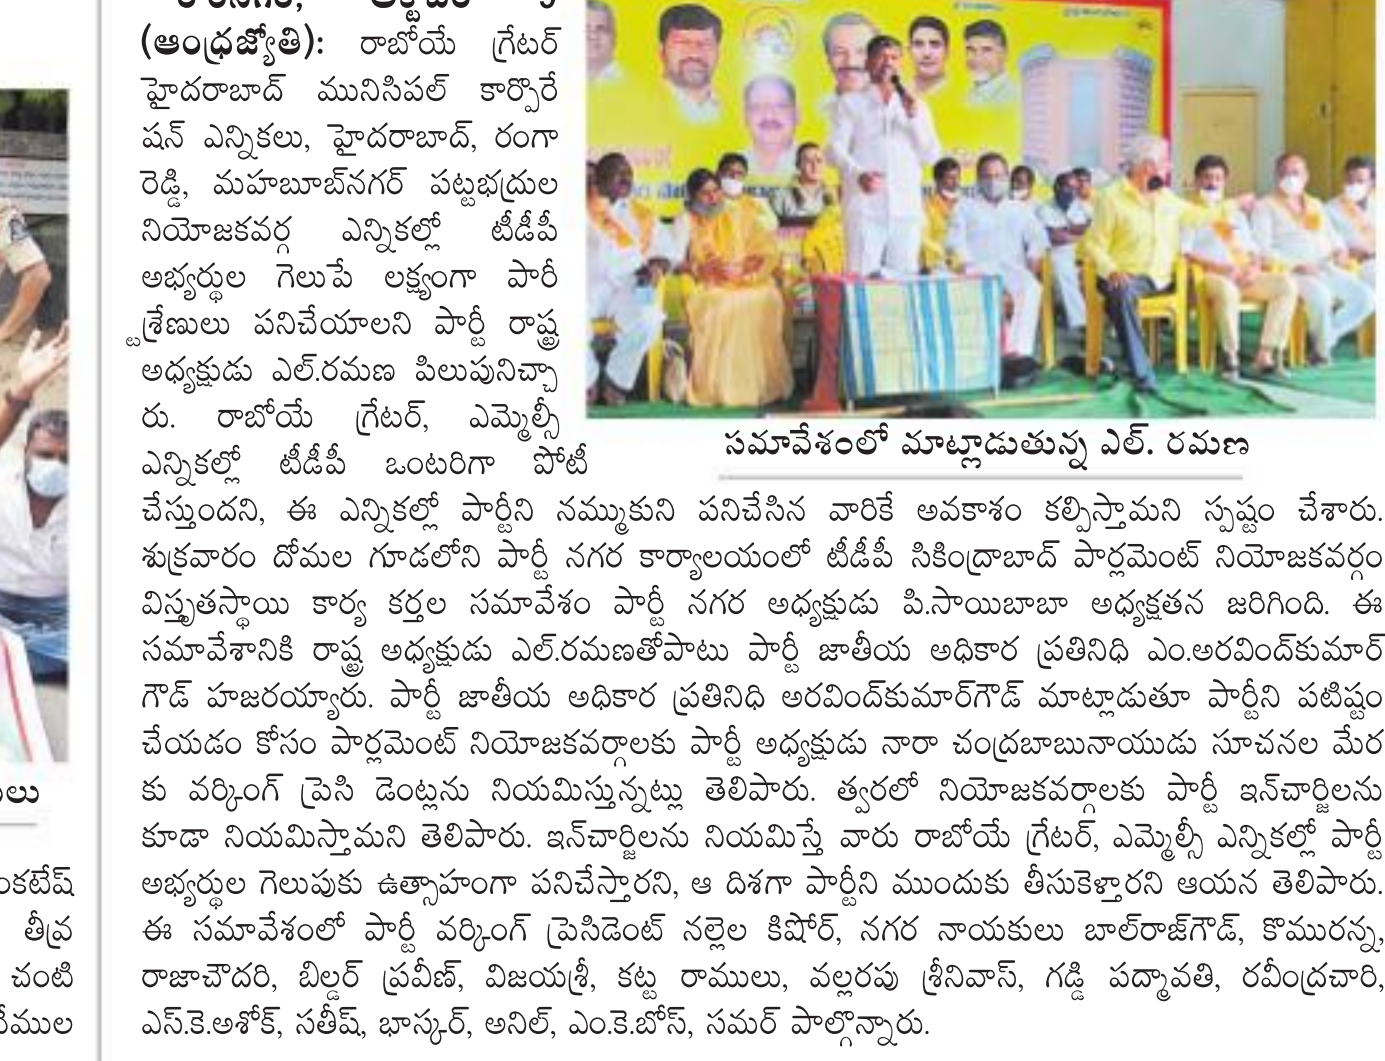 (ఆంధ్రజ్యోతి): రాబోయే గ్రేటర్
హైదరాబాద్ మునిసిపల్ కార్పొరే
షన్ ఎన్నికలు, హైదరాబాద్, రంగా
రెడ్డి, మహబూబ్‌నగర్ పట్టభద్రుల
నియోజకవర్గ ఎన్నికల్లో టీడీపీ
అభ్యర్థుల గెలుపే లక్ష్యంగా పారీ
్టశ్రేణులు పనిచేయాలని పార్టీ రాష్ట్ర
అధ్యక్షుడు ఎల్.రమణ పిలుపునిచ్చా
రు. రాబోయే గ్రేటర్, ఎమ్మెల్సీ
ఎన్నికల్లో టీడీపీ ఒంటరిగా పోటీ
సమావేశంలో మాట్లాడుతున్న ఎల్. రమణ
చేస్తుందని, ఈ ఎన్నికల్లో పార్టీని నమ్ముకుని పనిచేసిన వారికే అవకాశం కల్పిస్తామని స్పష్టం చేశారు.
శుక్రవారం దోమల గూడలోని పార్టీ నగర కార్యాలయంలో టీడీపీ సికింద్రాబాద్ పార్లమెంట్ నియోజకవర్గం
విస్తృతస్థాయి కార్య కర్తల సమావేశం పార్టీ నగర అధ్యక్షుడు పి.సాయిబాబా అధ్యక్షతన జరిగింది. ఈ
సమావేశానికి రాష్ట్ర అధ్యక్షుడు ఎల్.రమణతోపాటు పార్టీ జాతీయ అధికార ప్రతినిధి ఎం.అరవింద్‌కుమార్
గౌడ్ హజరయ్యారు. పార్టీ జాతీయ అధికార ప్రతినిధి అరవింద్‌కుమార్‌గౌడ్ మాట్లాడుతూ పార్టీని పటిష్టం
చేయడం కోసం పార్లమెంట్ నియోజకవర్గాలకు పార్టీ అధ్యక్షుడు నారా చంద్రబాబునాయుడు సూచనల మేర
కు వర్కింగ్ ప్రెసి డెంట్లను నియమిస్తున్నట్లు తెలిపారు. త్వరలో నియోజకవర్గాలకు పార్టీ ఇన్‌చార్జిలను
కూడా నియమిస్తామని తెలిపారు. ఇన్‌చార్జిలను నియమిస్తే వారు రాబోయే గ్రేటర్, ఎమ్మెల్సీ ఎన్నికల్లో పార్టీ
అభ్యర్థుల గెలుపుకు ఉత్సాహంగా పనిచేస్తారని, ఆ దిశగా పార్టీని ముందుకు తీసుకెళ్తారని ఆయన తెలిపారు.
ఈ సమావేశంలో పార్టీ వర్కింగ్ ప్రెసిడెంట్ నల్లెల కిషోర్, నగర నాయకులు బాల్‌రాజ్‌గౌడ్, కొమురన్న,
రాజాచౌదరి, బిల్డర్ ప్రవీణ్, విజయశ్రీ, కట్ట రాములు, వల్లరపు శ్రీనివాస్, గడ్డి పద్మావతి, రవీంద్రచారి,
ఎస్.కె.అశోక్, సతీష్, భాస్కర్, అనిల్, ఎం.కె.బోస్, సమర్ పాల్గొన్నారు.
తీవ్ర
చంటి